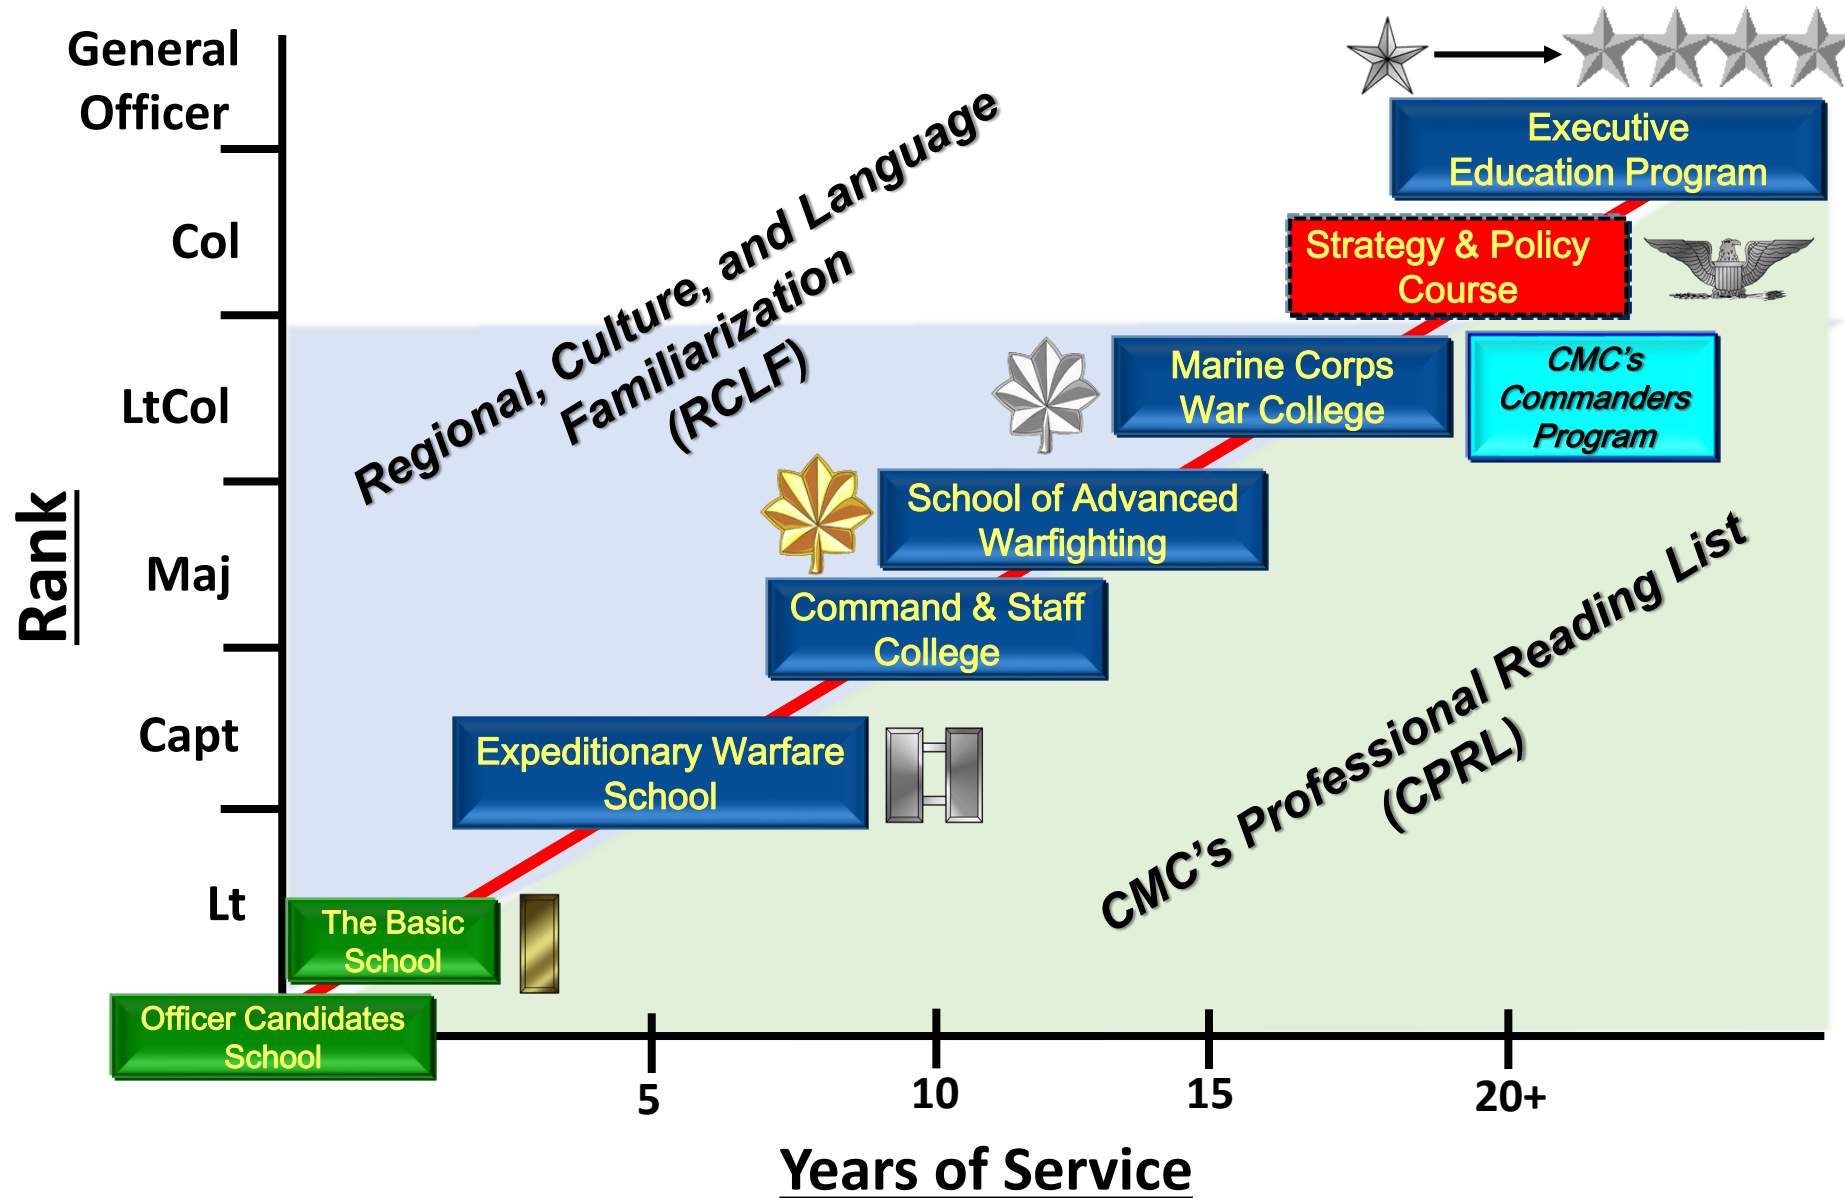 General
Officer
Col
LtCol
Maj
Capt
Lt
Rank
Regional, Culture, and Language
Familiarization
(RCLF)
Executive
Education Program
Strategy & Policy
Course
Marine Corps
War College
CMC's
Commanders
Program
School of Advanced
Warfighting
Command & Staff
College
Expeditionary Warfare
School
CMC's Professional Reading List
(CPRL)
The Basic
School
Officer Candidates
School
5
10
15
20+
Years of Service